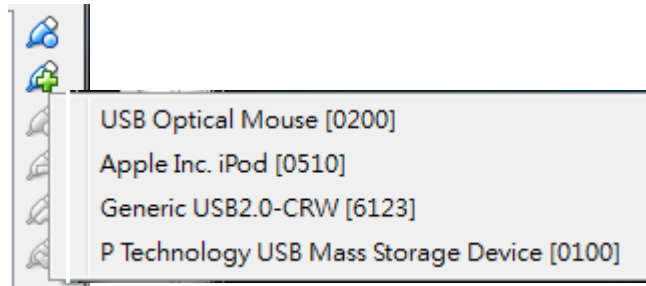 USB Optical Mouse [0200]
Apple Inc. iPod [0510]
Generic USB2.0-CRW [6123]
P Technology USB Mass Storage Device [0100]